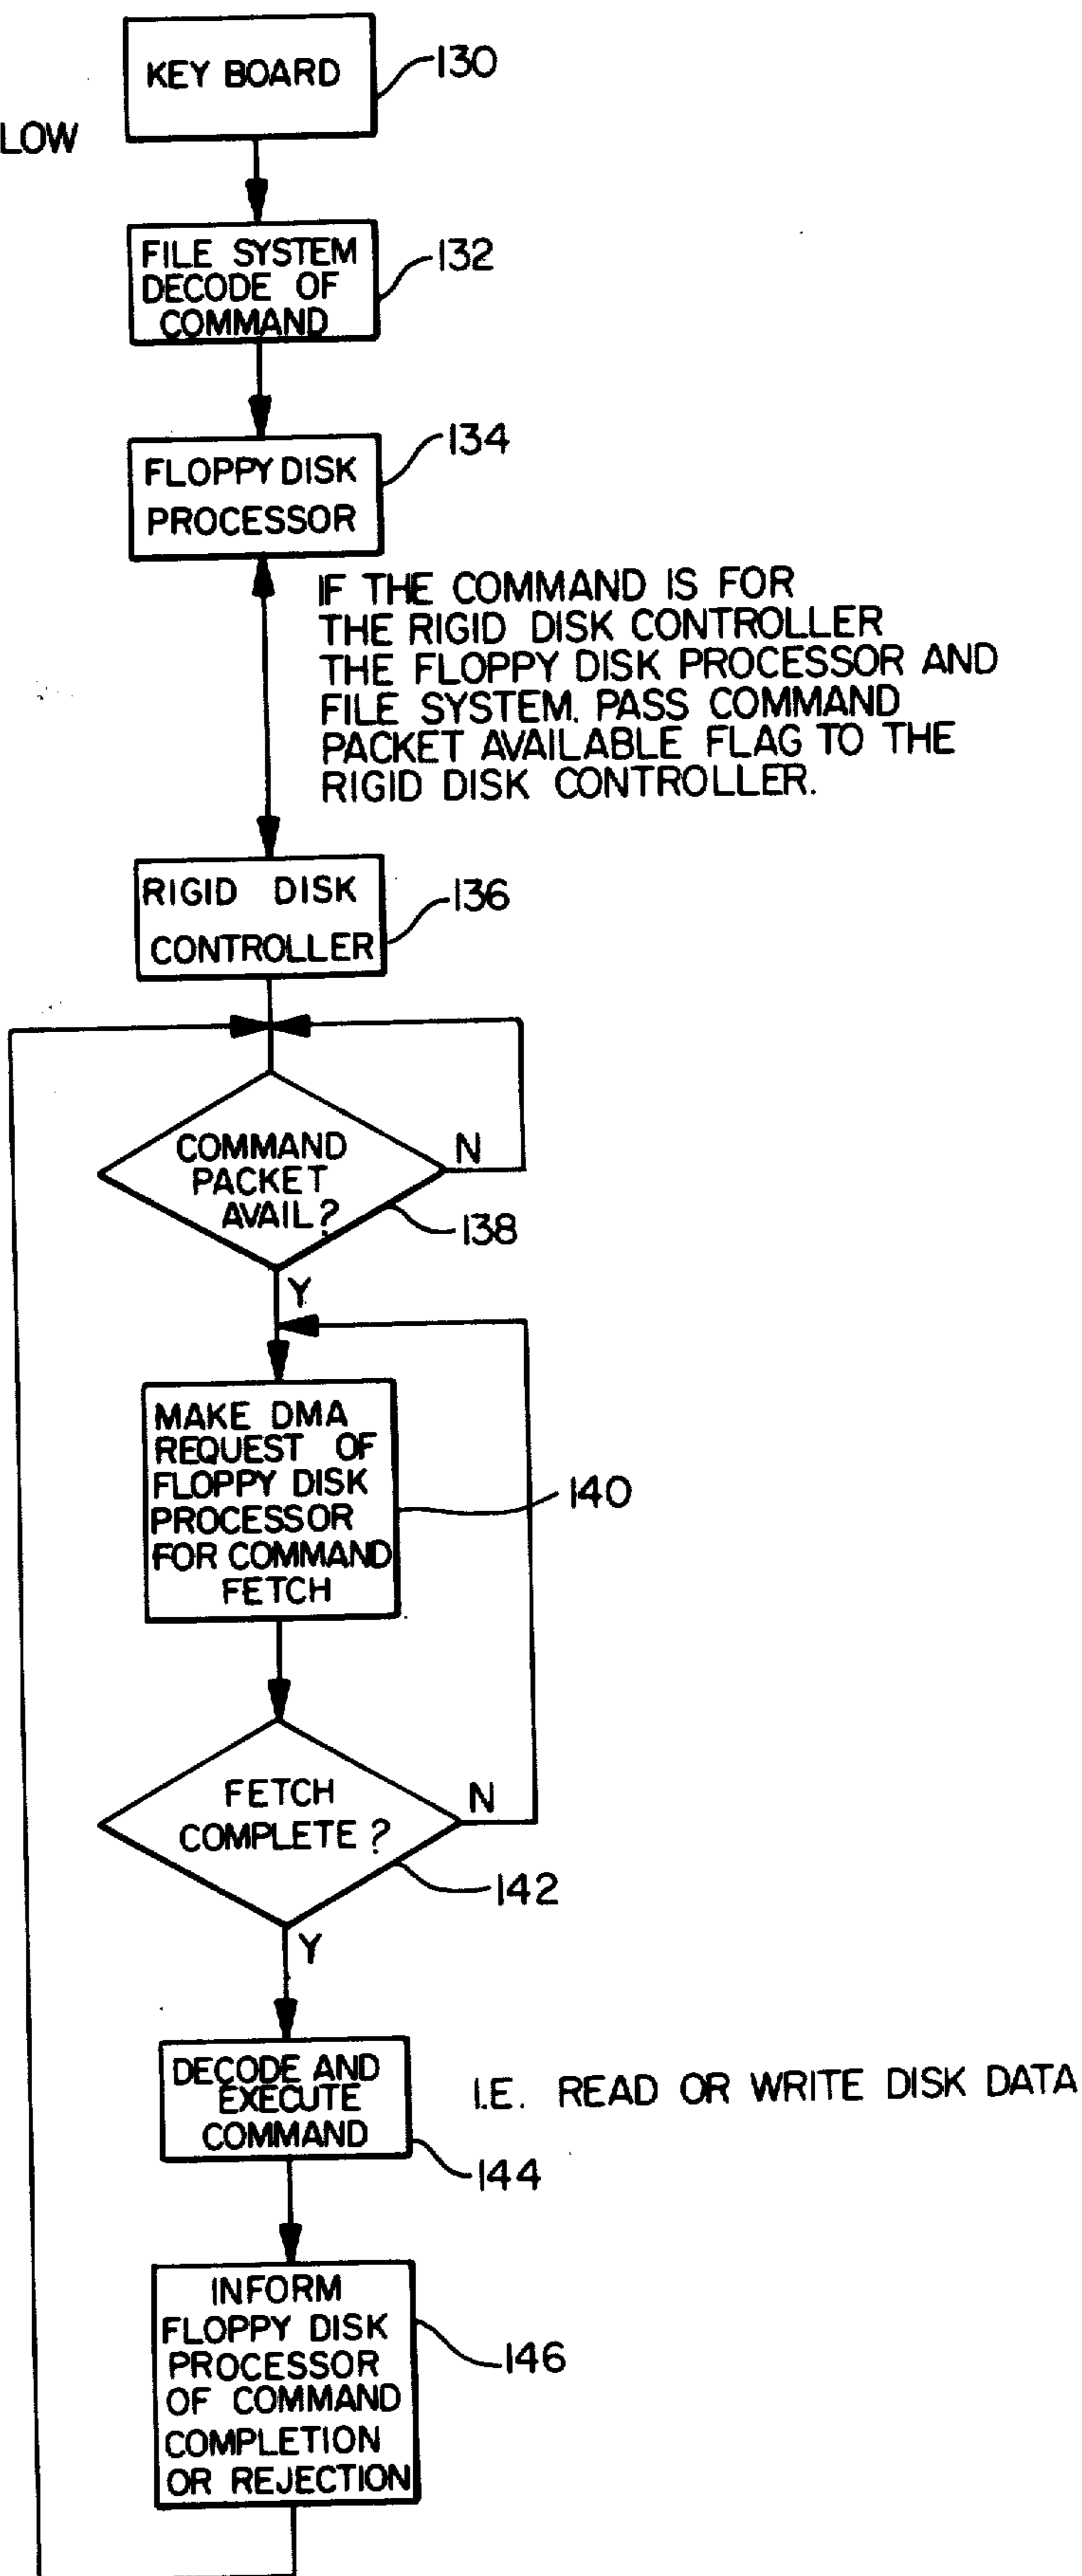 KEY BOARD
130
LOW
FILE SYSTEM
DECODE OF
COMMAND
132
FLOPPY DISK
PROCESSOR
134
IF THE COMMAND IS FOR
THE RIGID DISK CONTROLLER
THE FLOPPY DISK PROCESSOR AND
FILE SYSTEM. PASS COMMAND
PACKET AVAILABLE FLAG TO THE
RIGID DISK CONTROLLER.
RIGID DISK
CONTROLLER
136
COMMAND
PACKET
AVAIL?
N
138
Y
MAKE DMA
REQUEST OF
FLOPPY DISK
PROCESSOR
FOR COMMAND
FETCH
140
FETCH
COMPLETE?
N
142
Y
DECODE AND
EXECUTE
COMMAND
I.E. READ OR WRITE DISK DATA
144
INFORM
FLOPPY DISK
PROCESSOR
OF COMMAND
COMPLETION
OR REJECTION
146